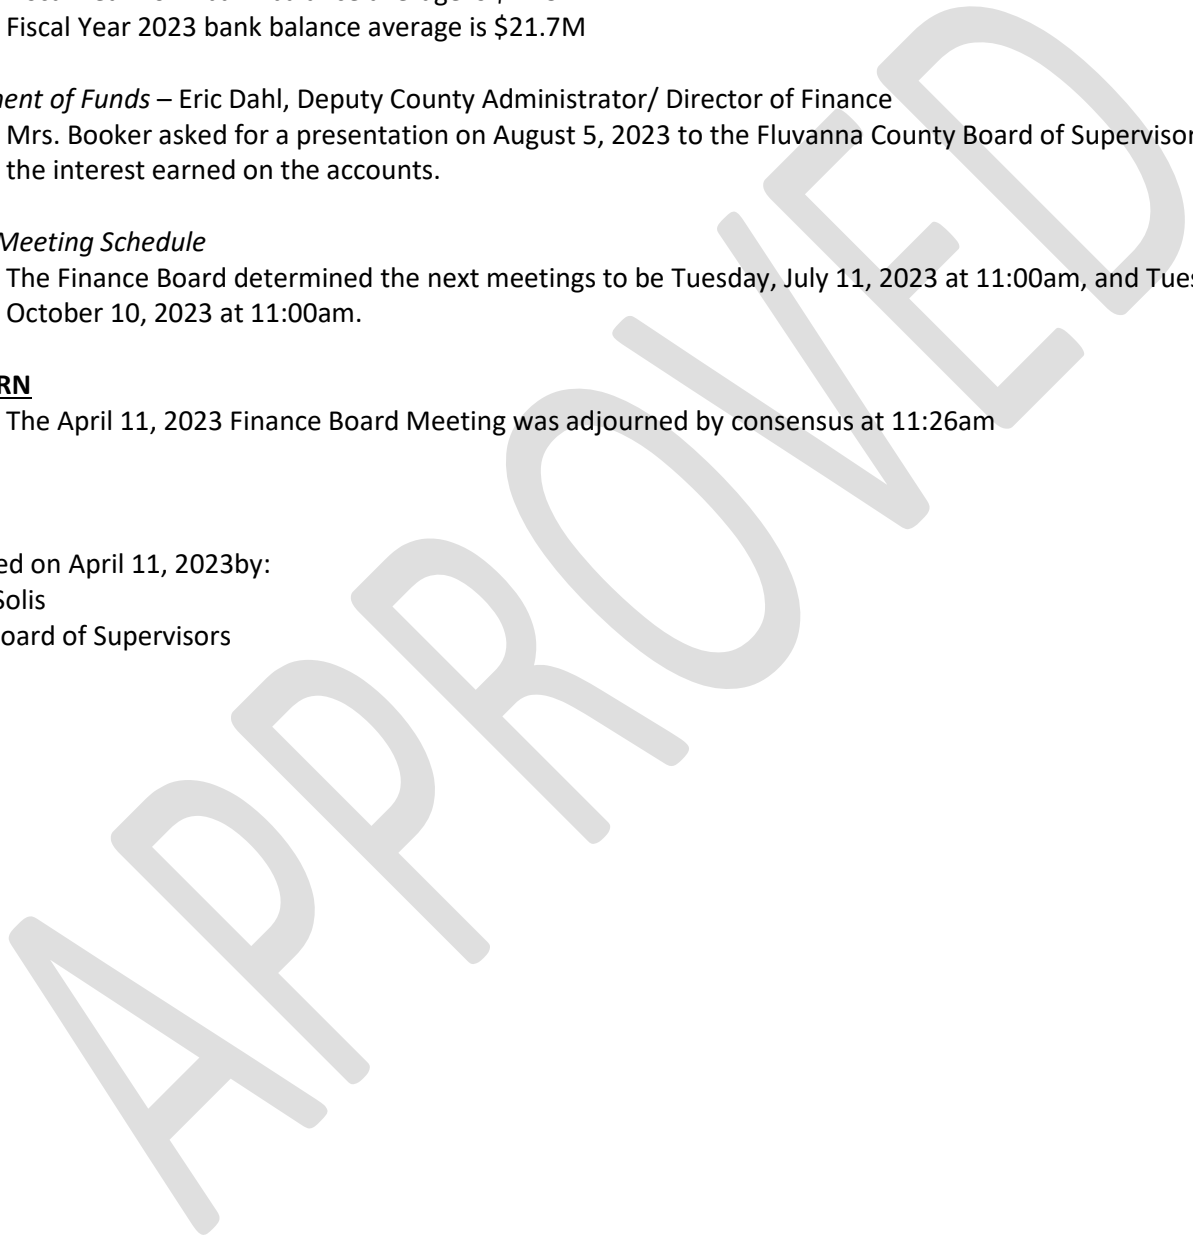 Fiscal Year 2023 bank balance average is $21.7M
ment of Funds – Eric Dahl, Deputy County Administrator/ Director of Finance
Mrs. Booker asked for a presentation on August 5, 2023 to the Fluvanna County Board of Supervisor
the interest earned on the accounts.
Meeting Schedule
The Finance Board determined the next meetings to be Tuesday, July 11, 2023 at 11:00am, and Tues
October 10, 2023 at 11:00am.
RN
The April 11, 2023 Finance Board Meeting was adjourned by consensus at 11:26am
ed on April 11, 2023by:
Solis
oard of Supervisors
APPROVED